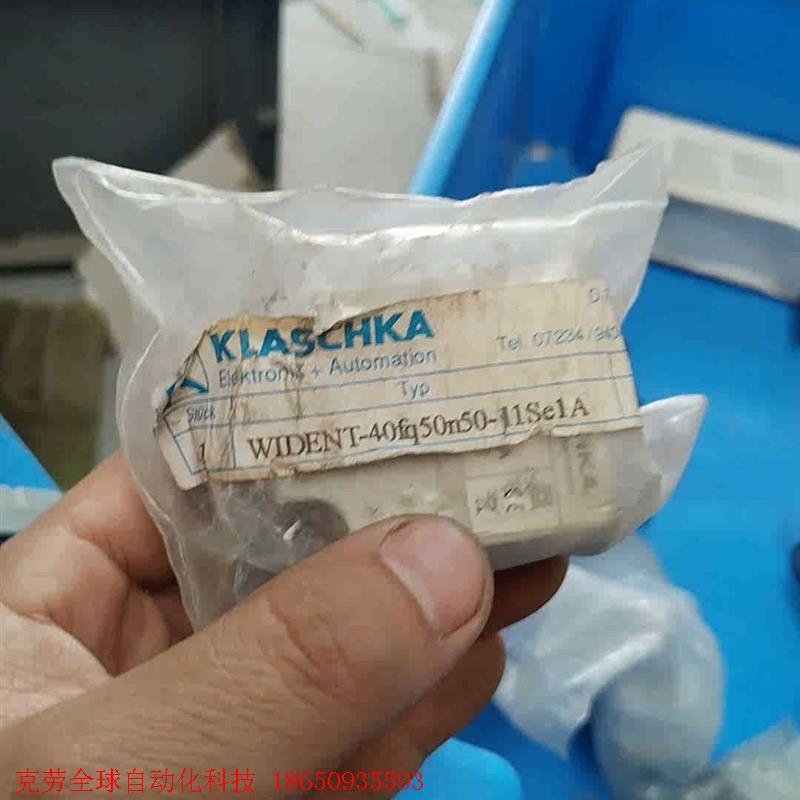 KLASCHKA
Elektronik + Automation
Tel. 07234/
Typ
Stück
1 WIDENT-40fq50n50-11Se1A
克劳全球自动化科技 18650935593